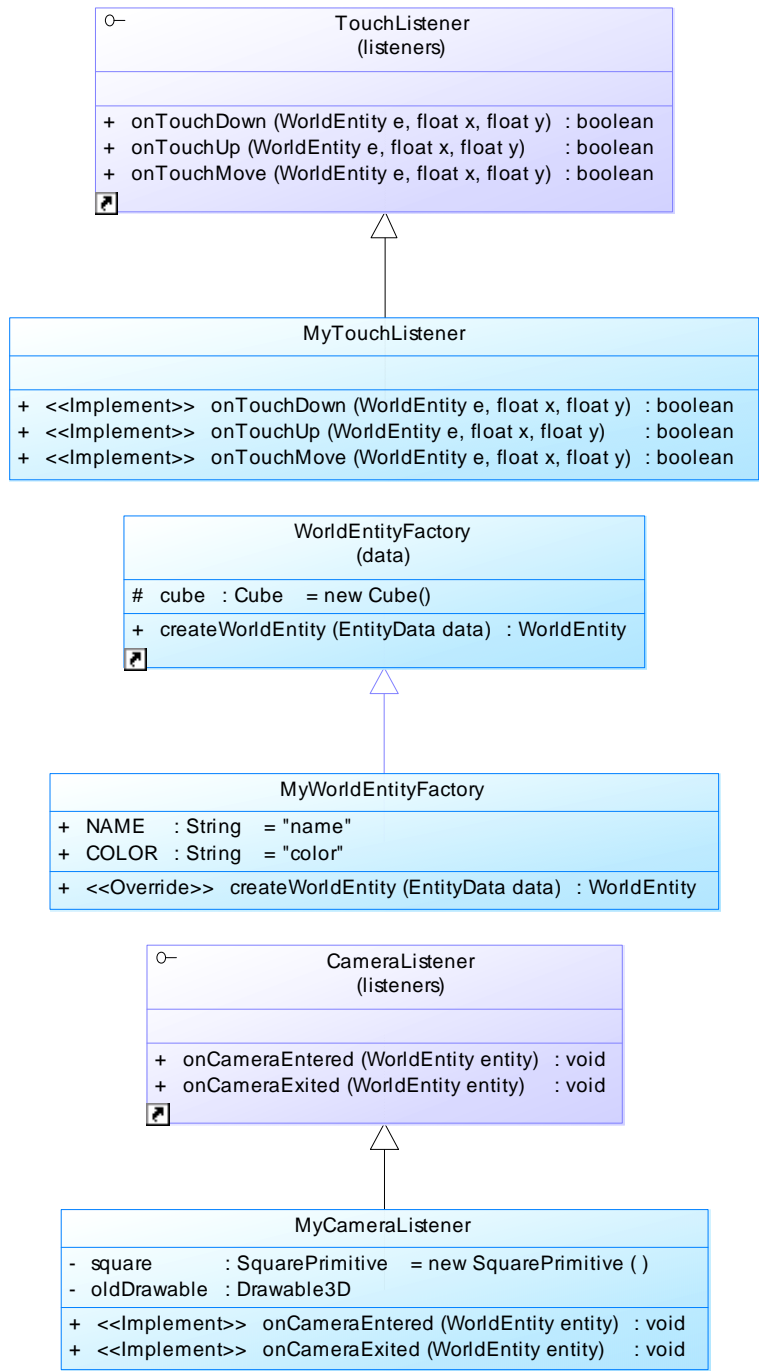 TouchListener
(listeners)
+ onTouchDown (WorldEntity e, float x, float y) : boolean
+ onTouchUp (WorldEntity e, float x, float y) : boolean
+ onTouchMove (WorldEntity e, float x, float y) : boolean
MyTouchListener
+ <<Implement>> onTouchDown (WorldEntity e, float x, float y) : boolean
+ <<Implement>> onTouchUp (WorldEntity e, float x, float y) : boolean
+ <<Implement>> onTouchMove (WorldEntity e, float x, float y) : boolean
WorldEntityFactory
(data)
# cube : Cube = new Cube()
+ createWorldEntity (EntityData data) : WorldEntity
MyWorldEntityFactory
+ NAME : String = "name"
+ COLOR : String = "color"
+ <<Override>> createWorldEntity (EntityData data) : WorldEntity
CameraListener
(listeners)
+ onCameraEntered (WorldEntity entity) : void
+ onCameraExited (WorldEntity entity) : void
MyCameraListener
- square : SquarePrimitive = new SquarePrimitive ( )
- oldDrawable : Drawable3D
+ <<Implement>> onCameraEntered (WorldEntity entity) : void
+ <<Implement>> onCameraExited (WorldEntity entity) : void